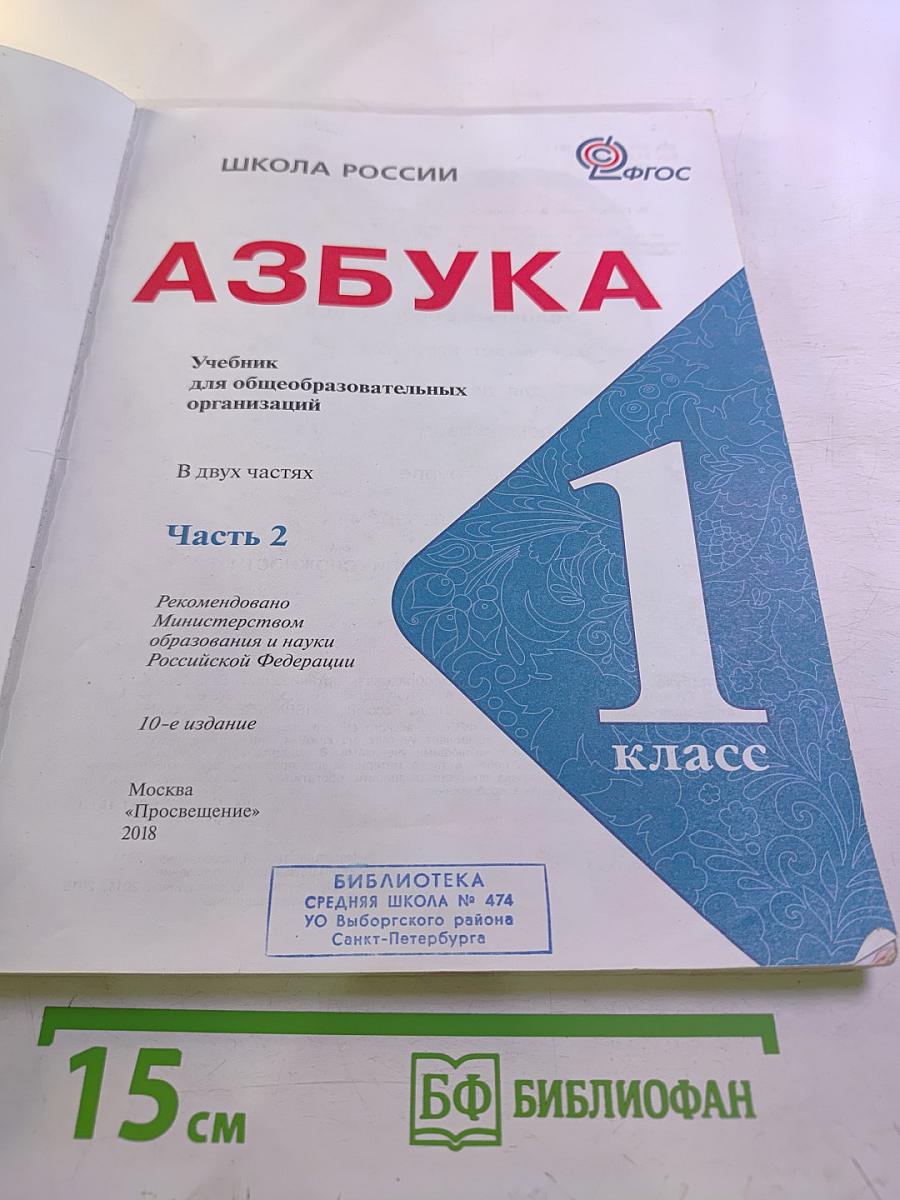 ШКОЛА РОССИИ
ФГОС
АЗБУКА
Учебник
для общеобразовательных
организаций
В двух частях
Часть 2
Рекомендовано
Министерством
образования и науки
Российской Федерации
10-е издание
1
класс
Москва
«Просвещение»
2018
БИБЛИОТЕКА
СРЕДНЯЯ ШКОЛА № 474
УО Выборгского района
Санкт-Петербурга
15 см
БФ БИБЛИОФАН